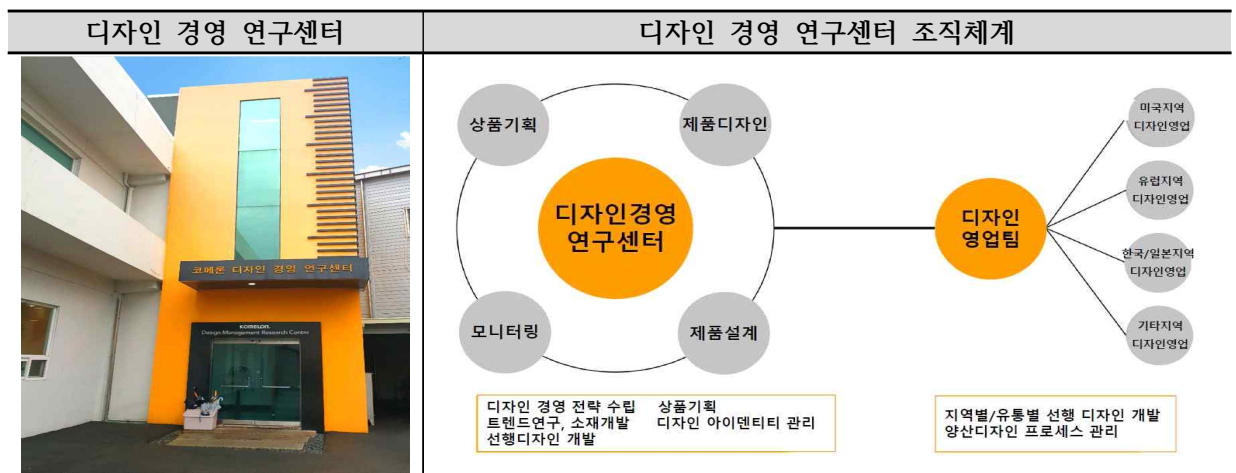 디자인 경영 연구센터
디자인 경영 연구센터 조직체계
코메론 디자인 경영 연구센터
KOMELON
Design Management Research Centre
상품기획
제품디자인
디자인경영
연구센터
모니터링
제품설계
디자인
영업팀
미국지역
디자인영업
유럽지역
디자인영업
한국/일본지역
디자인영업
기타지역
디자인영업
디자인 경영 전략 수립 상품기획
트렌드연구, 소재개발 디자인 아이덴티티 관리
선행디자인 개발
지역별/유통별 선행 디자인 개발
양산디자인 프로세스 관리